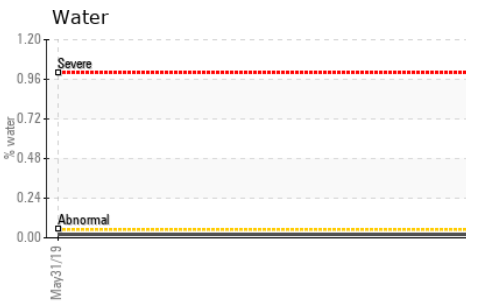 Water
1.20
Severe
0.96
0.72
% water
0.48
0.24
Abnormal
0.00
May31/19